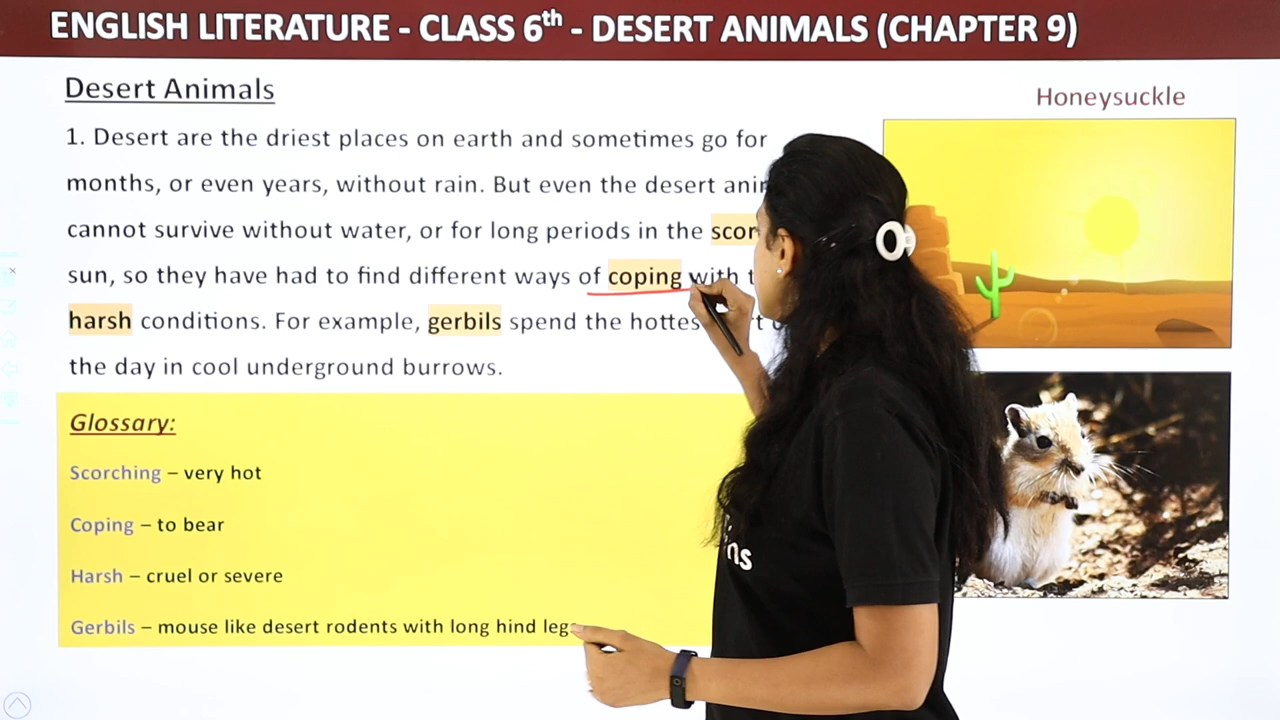 ENGLISH LITERATURE - CLASS 6th - DESERT ANIMALS (CHAPTER 9)
Desert Animals
Honeysuckle
1. Desert are the driest places on earth and sometimes go for
months, or even years, without rain. But even the desert
cannot survive without water, or for long periods in the
sun, so they have had to find different ways of coping with
harsh conditions. For example, gerbils spend the
the day in cool underground burrows.
Glossary:
Scorching – very hot
Coping – to bear
Harsh – cruel or severe
Gerbils – mouse like desert rodents with long hind